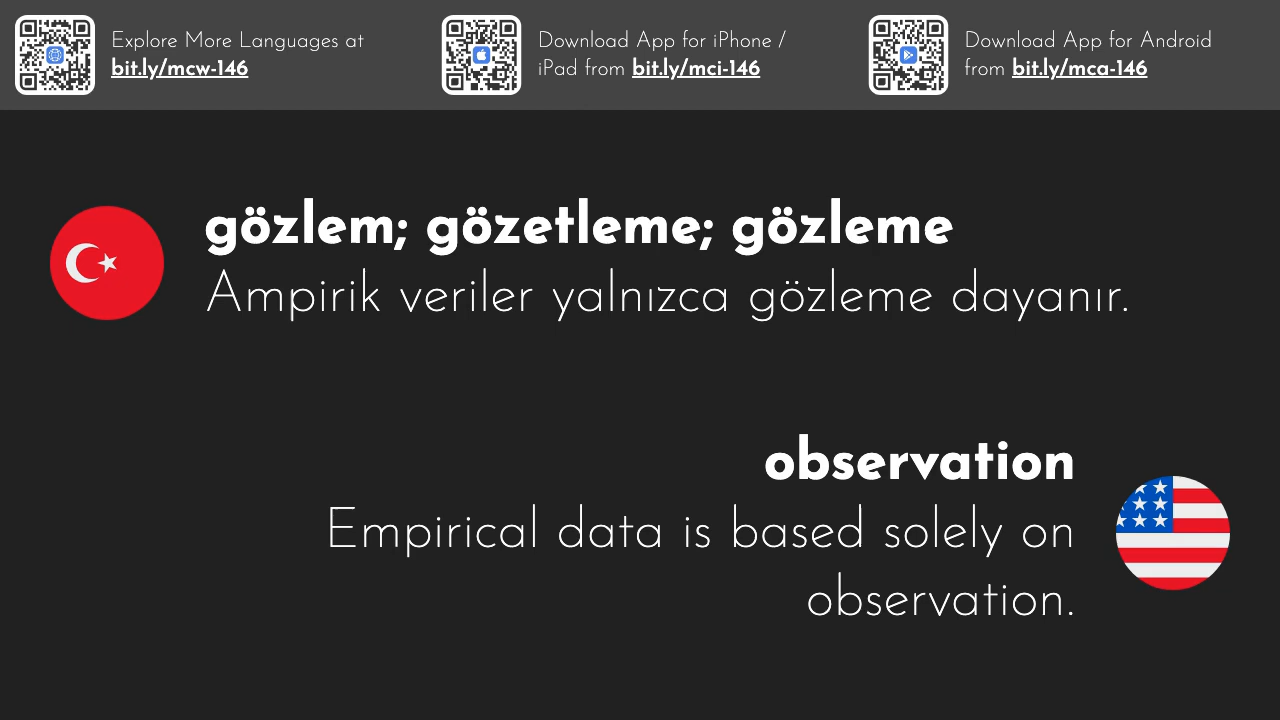 Explore More Languages at
bit.ly/mcw-146
Download App for iPhone /
iPad from bit.ly/mci-146
Download App for Android
from bit.ly/mca-146
gözlem; gözetleme; gözleme
Ampirik veriler yalnızca gözleme dayanır.
observation
Empirical data is based solely on
observation.